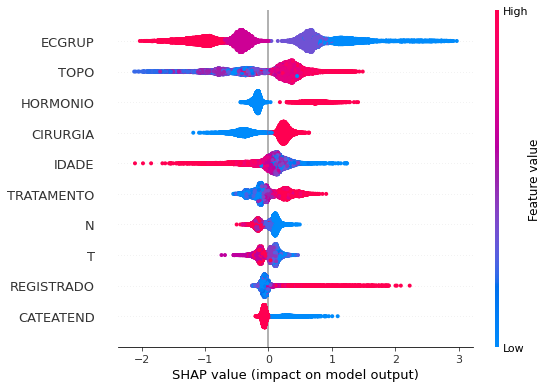 High
ECGRUP
TOPO
HORMONIO
CIRURGIA
IDADE
TRATAMENTO
N
T
REGISTRADO
CATEATEND
Feature value
Low
−2 −1 0 1 2 3
SHAP value (impact on model output)